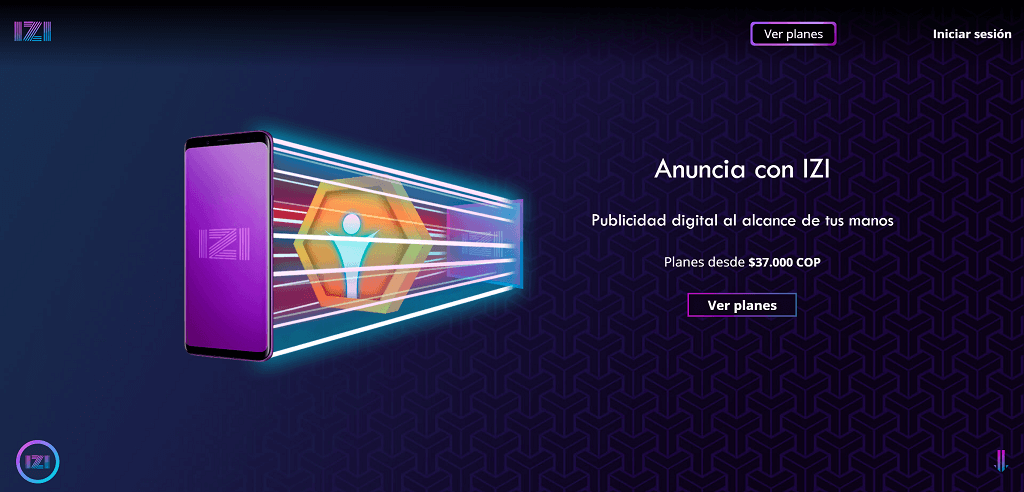 IZI
Ver planes
Iniciar sesión
IZI
IZI
Anuncia con IZI
Publicidad digital al alcance de tus manos
Planes desde $37.000 COP
Ver planes
IZI